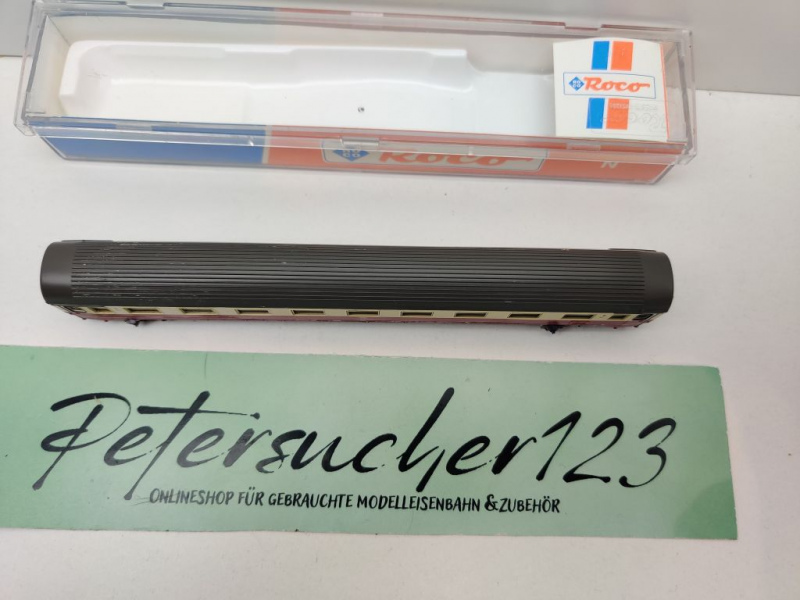 Roco
Roco
N
Petersucher123
ONLINESHOP FÜR GEBRAUCHTE MODELLEISENBAHN & ZUBEHÖR